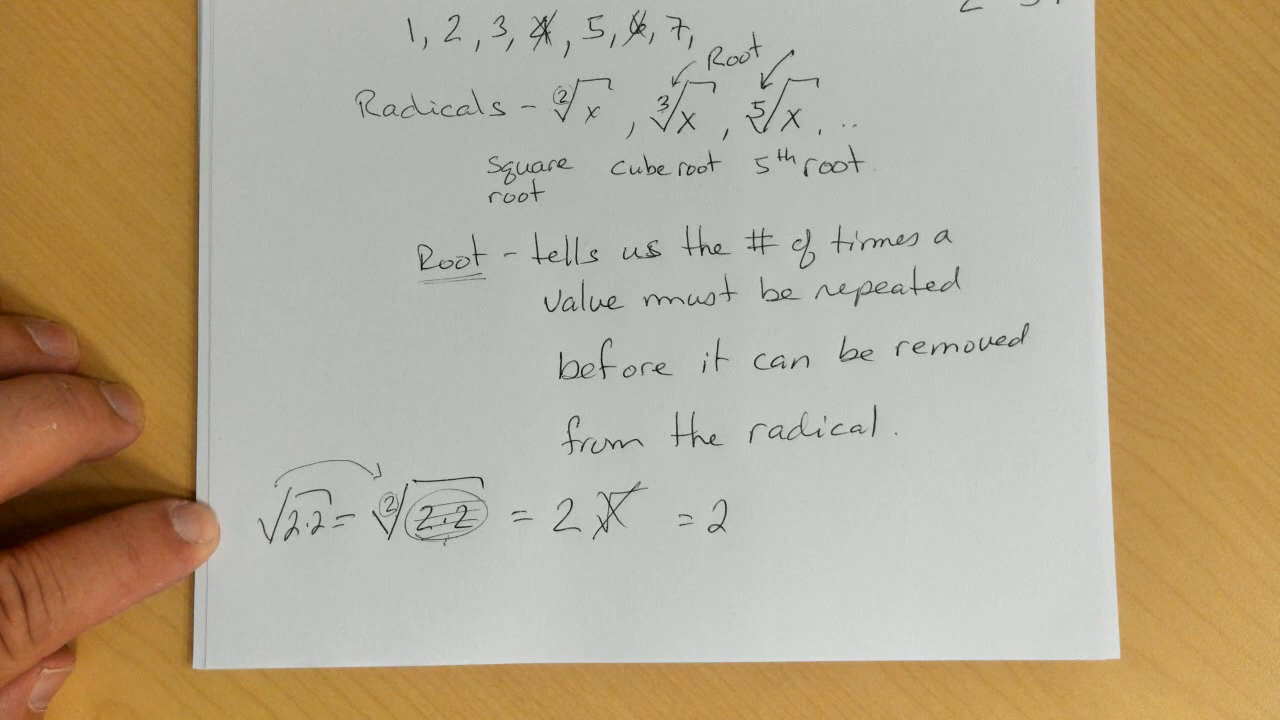 1, 2, 3, 4, 5, 6, 7,
Root
Radicals - ²√x , ³√x , ⁵√x , ..
Square root cube root 5th root
Root - tells us the # of times a
value must be repeated
before it can be removed
from the radical.
√2·2 = ²√2·2 = 2 √ = 2